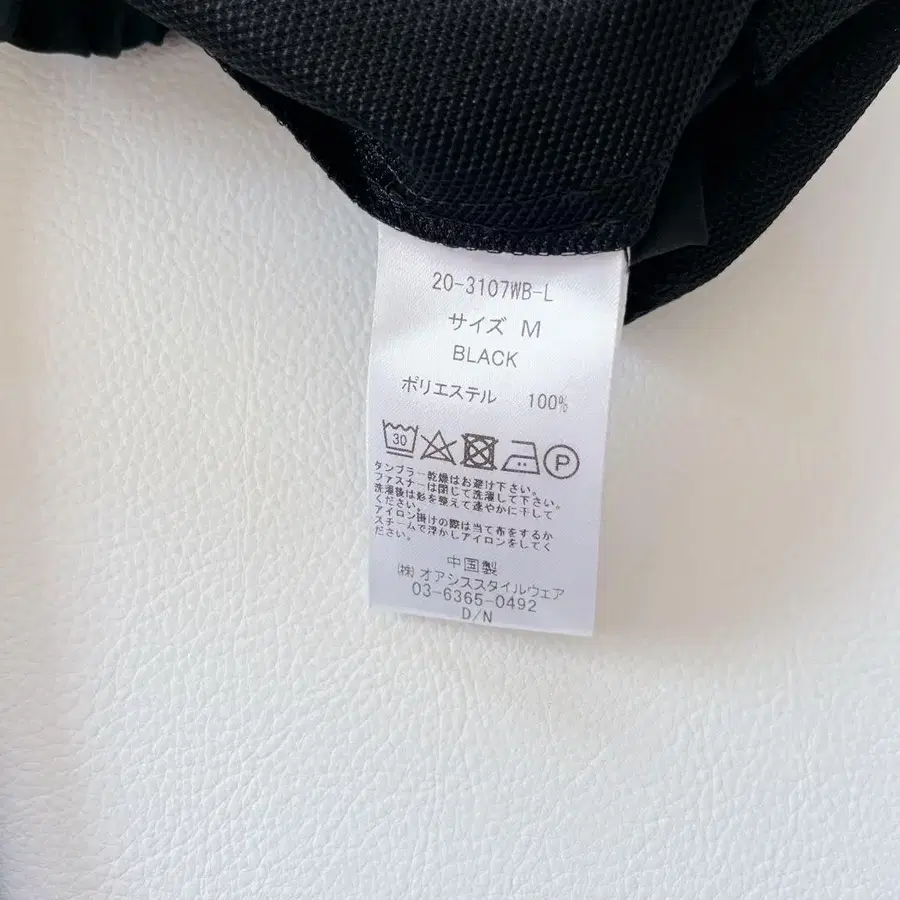 20-3107WB-L
サイズ M
BLACK
ポリエステル 100%
30
P
タンブラー乾燥はお避け下さい。
ファスナーは閉じて洗濯して下さい。
洗濯後は形を整えて速やかに干して
ください。
アイロン掛けの際は当て布をするか
スチームで浮かしアイロンをしてく
ださい。
中国製
㈱ オアシススタイルウェア
03-6365-0492
D/N